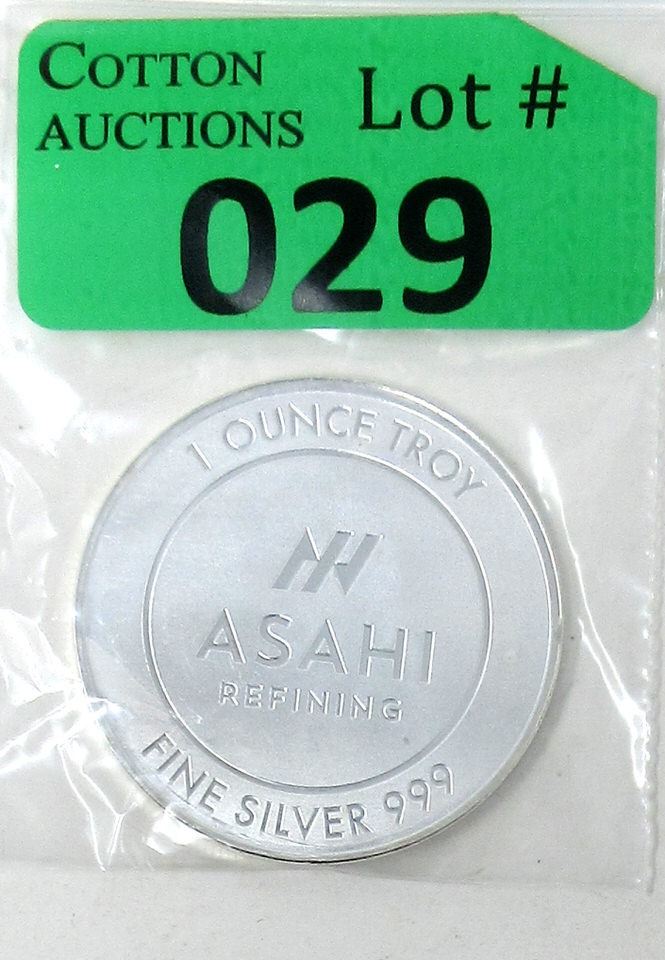 COTTON
AUCTIONS
Lot #
029
1 OUNCE TROY
ASAHI
REFINING
FINE SILVER 999